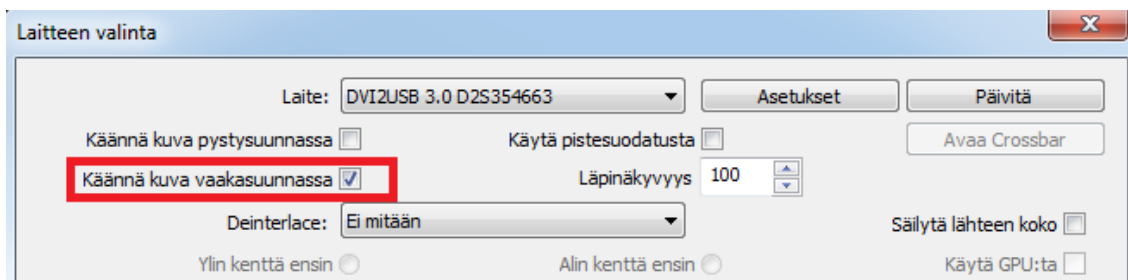 Laitteen valinta
Laite: DVI2USB 3.0 D2S354663 Asetukset Päivitä
Käännä kuva pystysuunnassa Käytä pistesuodatusta Avaa Crossbar
Käännä kuva vaakasuunnassa Läpinäkyvyys 100
Deinterlace: Ei mitään Säilytä lähteen koko
Ylin kenttä ensin Alin kenttä ensin Käytä GPU:ta